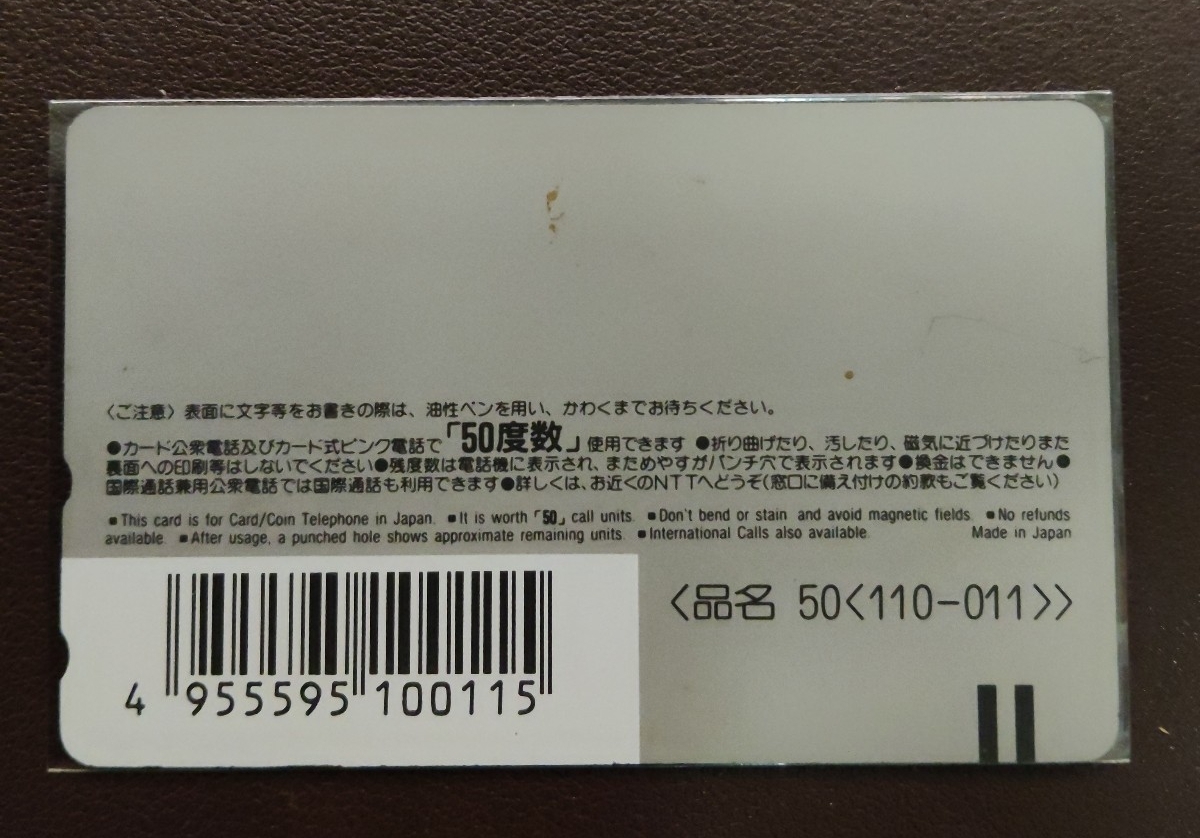 〈ご注意〉表面に文字等をお書きの際は、油性ペンを用い、かわくまでお待ちください。
●カード公衆電話及びカード式ピンク電話で「50度数」使用できます ●折り曲げたり、汚したり、磁気に近づけたりまた
裏面への印刷等はしないでください●残度数は電話機に表示され、まためやすがパンチ穴で表示されます●換金はできません●
国際通話兼用公衆電話では国際通話も利用できます●詳しくは、お近くのNTTへどうぞ(窓口に備え付けの約款もご覧ください)
■This card is for Card/Coin Telephone in Japan. ■It is worth「50」call units. ■Don't bend or stain and avoid magnetic fields. ■No refunds
available. ■After usage, a punched hole shows approximate remaining units. ■International Calls also available. Made in Japan
〈品名 50〈110-011〉〉
4 955595 100115